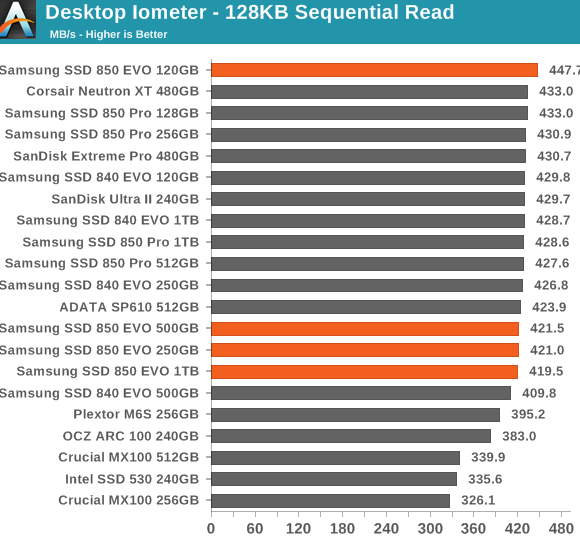 Desktop Iometer - 128KB Sequential Read
MB/s - Higher is Better
Samsung SSD 850 EVO 120GB 447.7
Corsair Neutron XT 480GB 433.0
Samsung SSD 850 Pro 128GB 433.0
Samsung SSD 850 Pro 256GB 430.9
SanDisk Extreme Pro 480GB 430.7
Samsung SSD 840 EVO 120GB 429.8
SanDisk Ultra II 240GB 429.7
Samsung SSD 840 EVO 1TB 428.7
Samsung SSD 850 Pro 1TB 428.6
Samsung SSD 850 Pro 512GB 427.6
Samsung SSD 840 EVO 250GB 426.8
ADATA SP610 512GB 423.9
Samsung SSD 850 EVO 500GB 421.5
Samsung SSD 850 EVO 250GB 421.0
Samsung SSD 850 EVO 1TB 419.5
Samsung SSD 840 EVO 500GB 409.8
Plextor M6S 256GB 395.2
OCZ ARC 100 240GB 383.0
Crucial MX100 512GB 339.9
Intel SSD 530 240GB 335.6
Crucial MX100 256GB 326.1
0 60 120 180 240 300 360 420 480